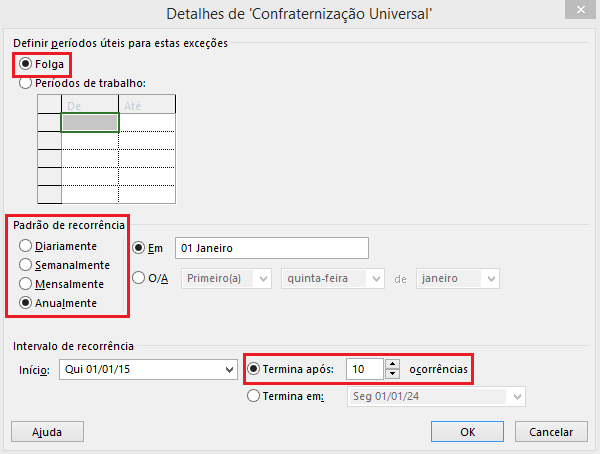 Detalhes de 'Confraternização Universal'
Definir períodos úteis para estas exceções
Folga
Períodos de trabalho:
De Até
Padrão de recorrência
Diariamente
Semanalmente
Mensalmente
Anualmente
Em 01 Janeiro
O/A Primeiro(a) quinta-feira de janeiro
Intervalo de recorrência
Início: Qui 01/01/15 Termina após: 10 ocorrências
Termina em: Seg 01/01/24
Ajuda OK Cancelar